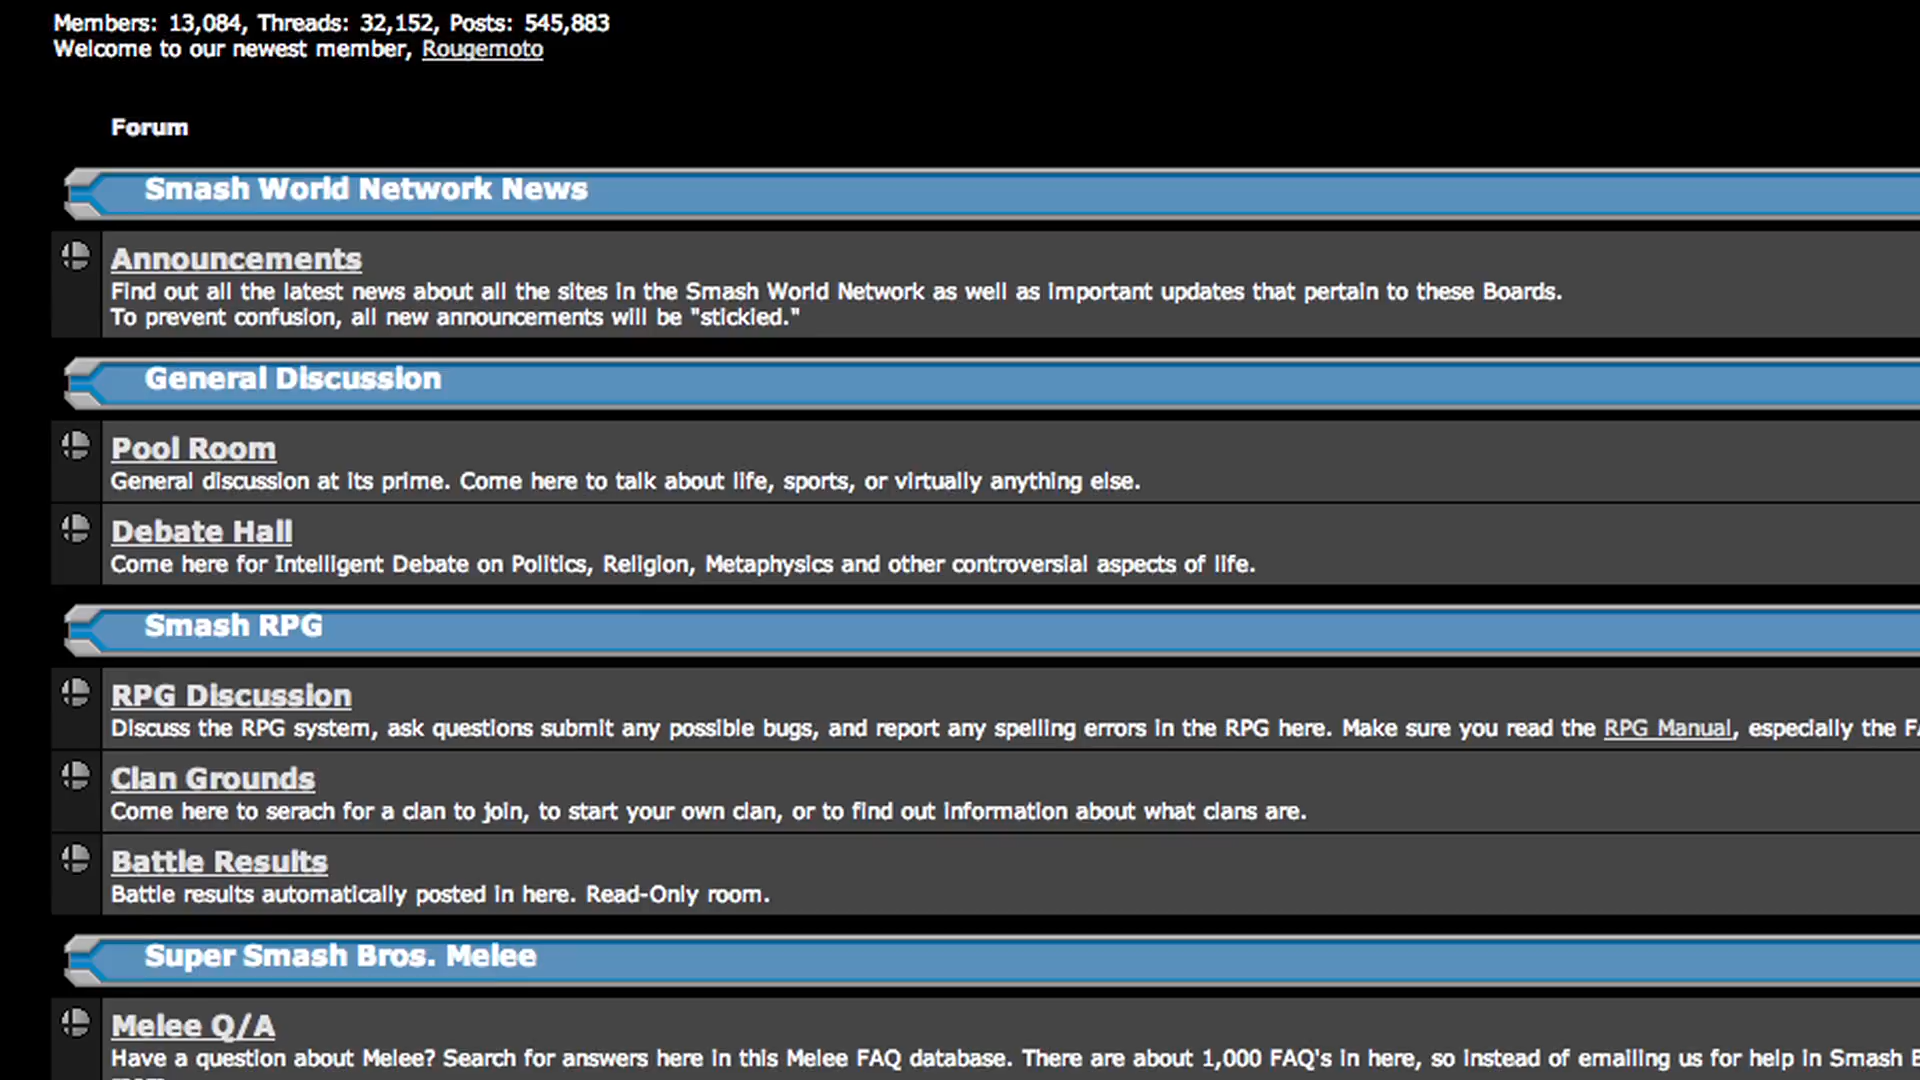 Members: 13,084, Threads: 32,152, Posts: 545,883
Welcome to our newest member, Rougemoto
Forum
Smash World Network News
Announcements
Find out all the latest news about all the sites in the Smash World Network as well as important updates that pertain to these Boards.
To prevent confusion, all new announcements will be "stickied."
General Discussion
Pool Room
General discussion at its prime. Come here to talk about life, sports, or virtually anything else.
Debate Hall
Come here for Intelligent Debate on Politics, Religion, Metaphysics and other controversial aspects of life.
Smash RPG
RPG Discussion
Discuss the RPG system, ask questions submit any possible bugs, and report any spelling errors in the RPG here. Make sure you read the RPG Manual, especially the
Clan Grounds
Come here to serach for a clan to join, to start your own clan, or to find out information about what clans are.
Battle Results
Battle results automatically posted in here. Read-Only room.
Super Smash Bros. Melee
Melee Q/A
Have a question about Melee? Search for answers here in this Melee FAQ database. There are about 1,000 FAQ's in here, so instead of emailing us for help in Smash